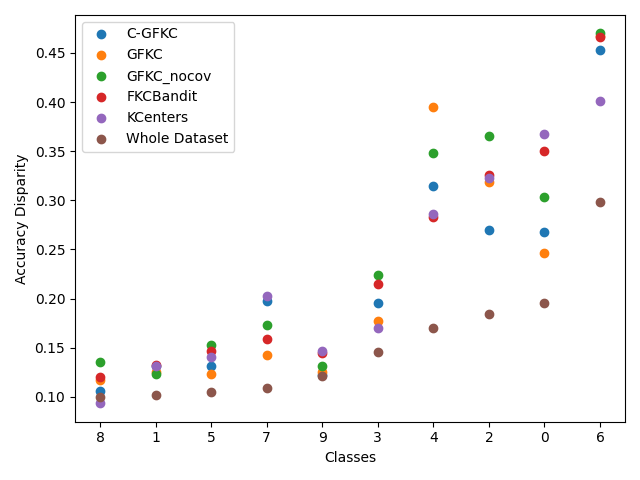 C-GFKC
GFKC
GFKC_nocov
FKCBandit
KCenters
Whole Dataset
Accuracy Disparity
0.45
0.40
0.35
0.30
0.25
0.20
0.15
0.10
8 1 5 7 9 3 4 2 0 6
Classes